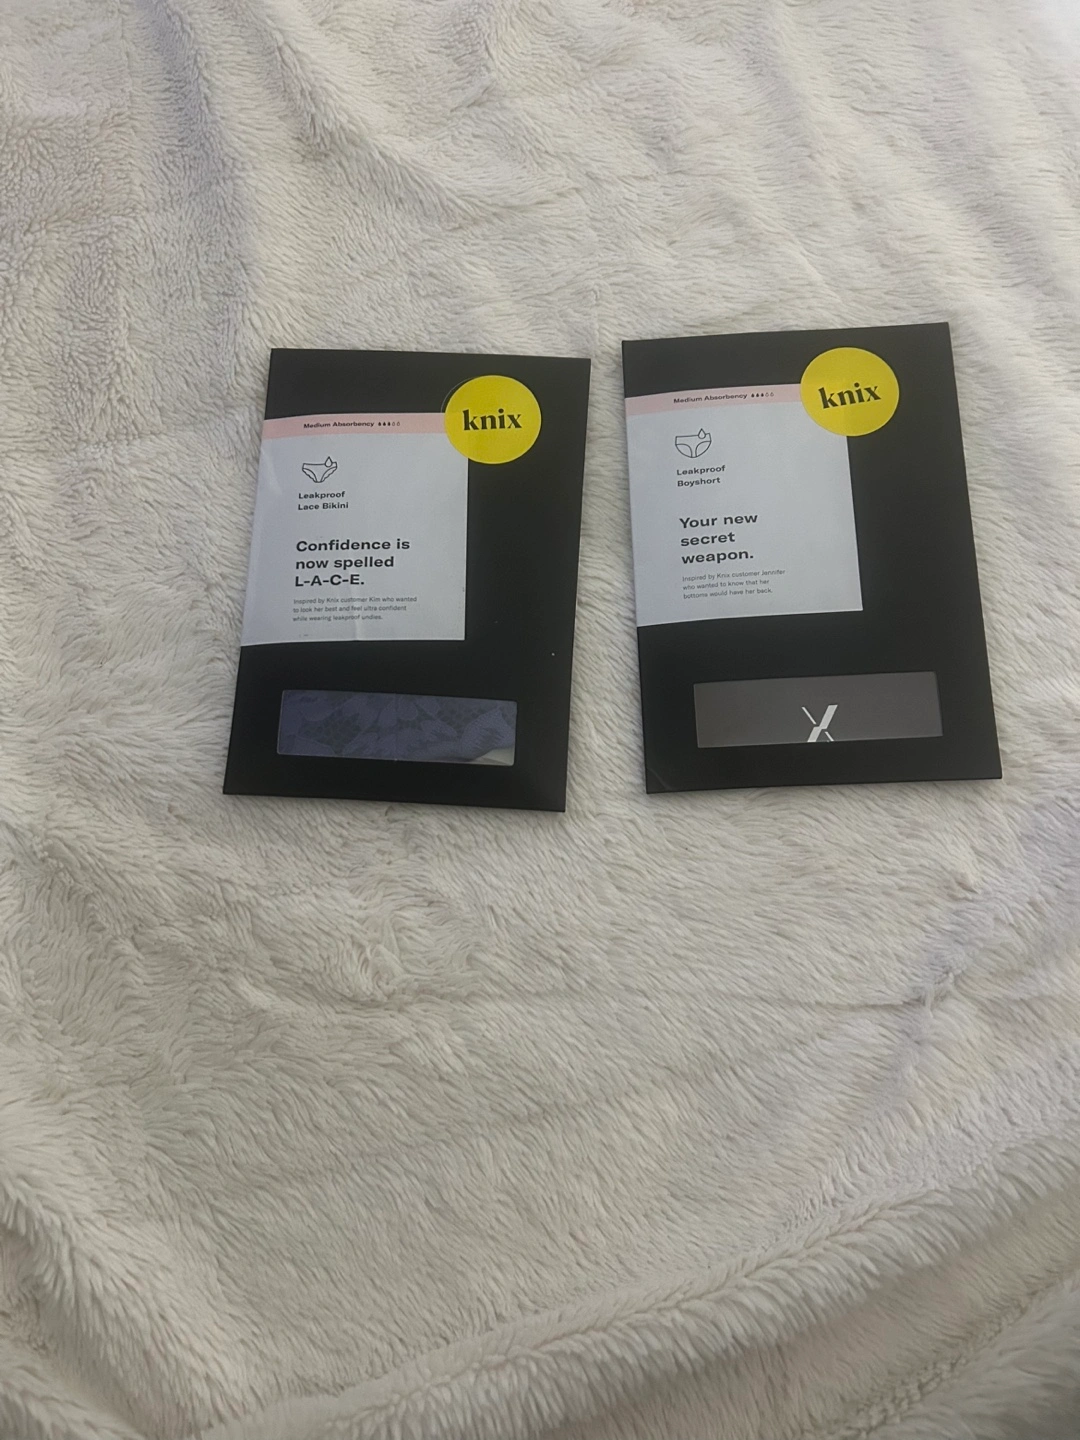 knix
Medium Absorbency
Leakproof
Lace Bikini
Confidence is
now spelled
L-A-C-E.
Inspired by Knix customer Kim who wanted
to look her best and feel ultra confident
while wearing leakproof undies.
knix
Medium Absorbency
Leakproof
Boyshort
Your new
secret
weapon.
Inspired by Knix customer Jennifer
who wanted to know that her
bottoms would have her back.
X